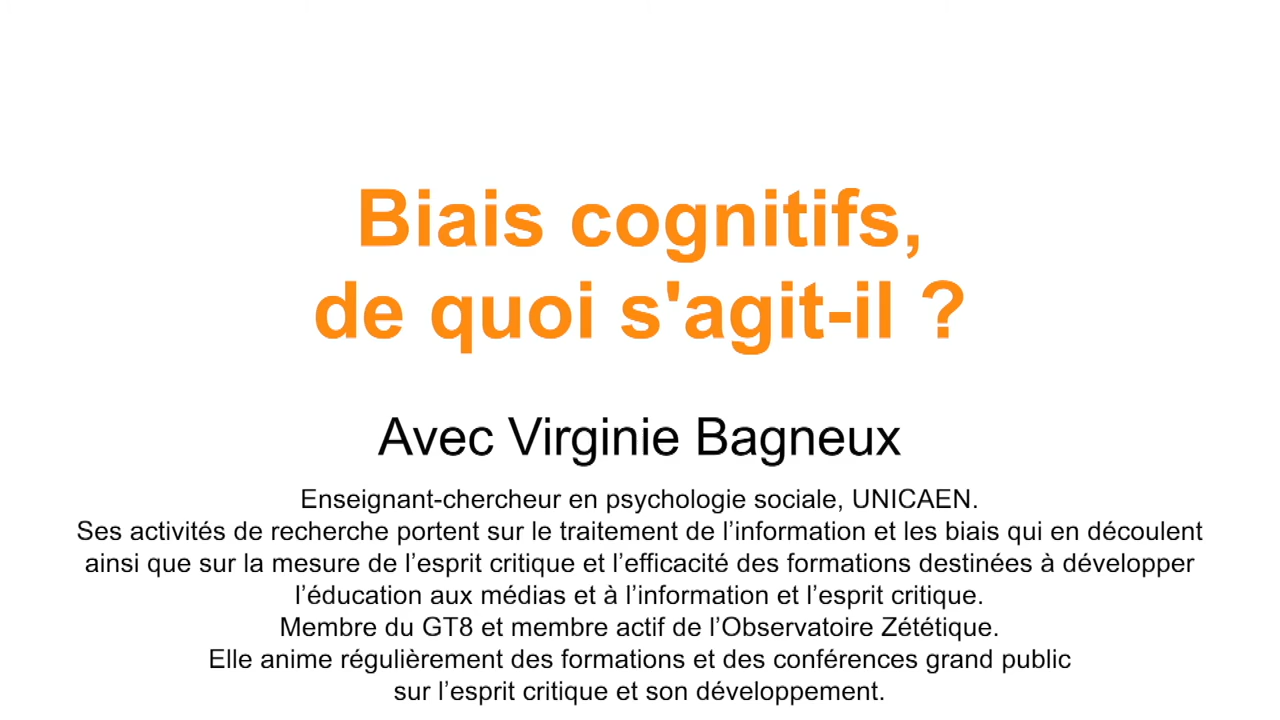 Biais cognitifs,
de quoi s'agit-il ?
Avec Virginie Bagneux
Enseignant-chercheur en psychologie sociale, UNICAEN.
Ses activités de recherche portent sur le traitement de l’information et les biais qui en découlent
ainsi que sur la mesure de l’esprit critique et l’efficacité des formations destinées à développer
l’éducation aux médias et à l’information et l’esprit critique.
Membre du GT8 et membre actif de l’Observatoire Zététique.
Elle anime régulièrement des formations et des conférences grand public
sur l’esprit critique et son développement.